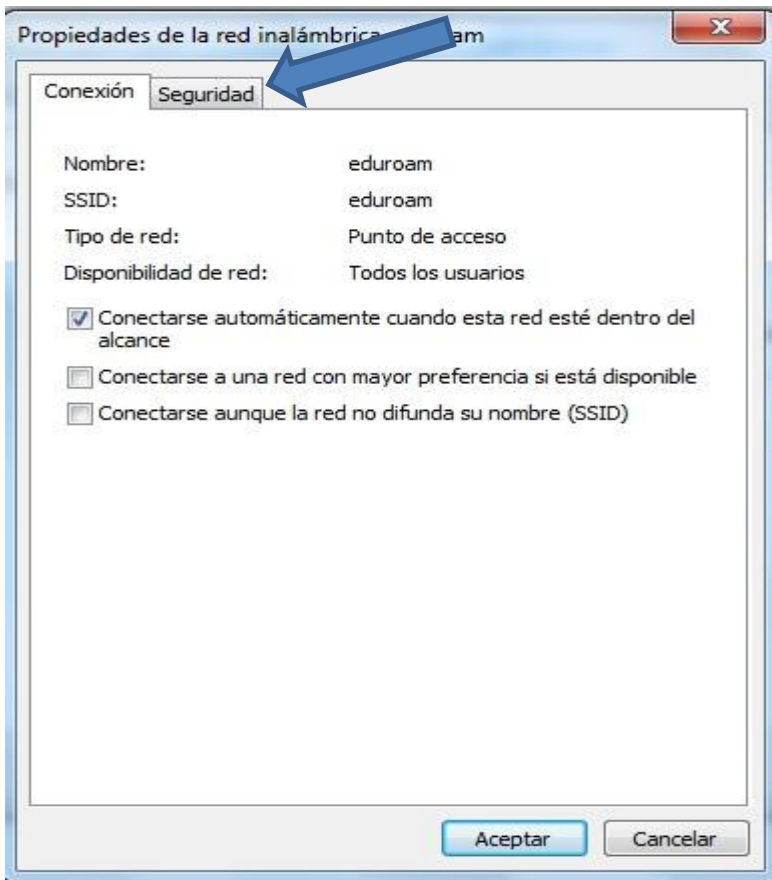 Propiedades de la red inalámbrica am
Conexión Seguridad
Nombre: eduroam
SSID: eduroam
Tipo de red: Punto de acceso
Disponibilidad de red: Todos los usuarios
Conectarse automáticamente cuando esta red esté dentro del
alcance
Conectarse a una red con mayor preferencia si está disponible
Conectarse aunque la red no difunda su nombre (SSID)
Aceptar Cancelar